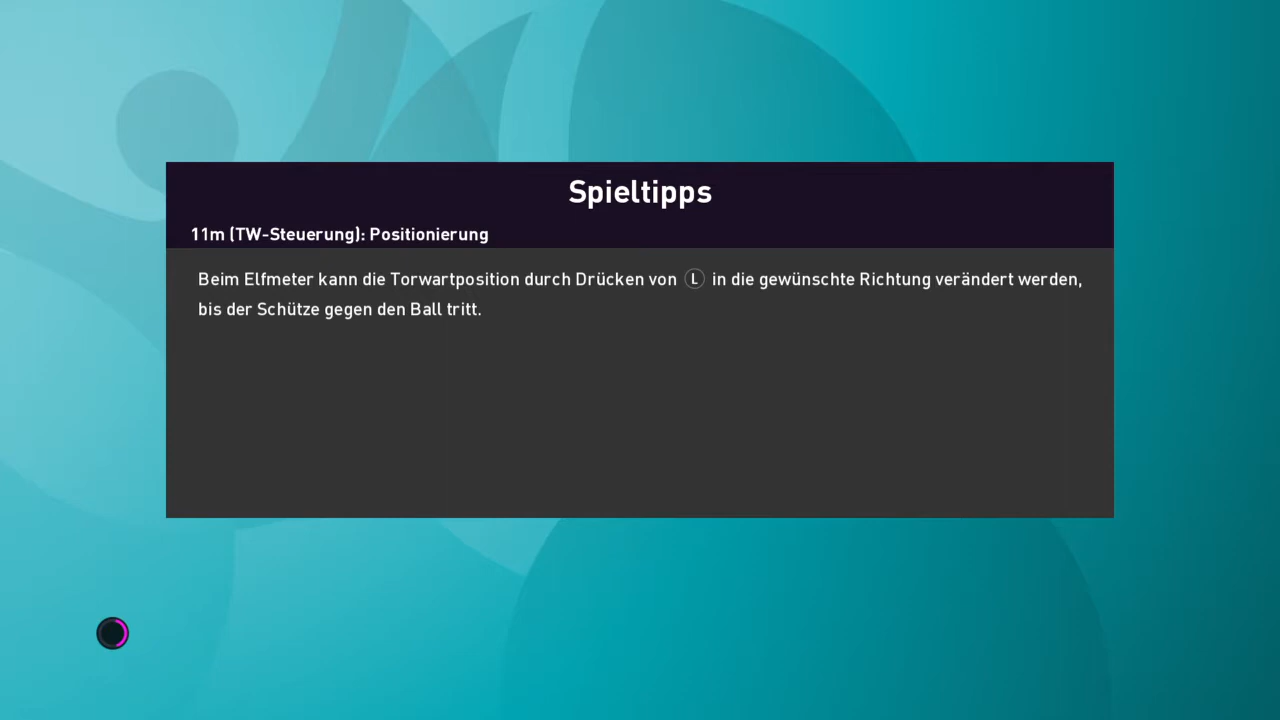 Spieltipps
11m (TW-Steuerung): Positionierung
Beim Elfmeter kann die Torwartposition durch Drücken von L in die gewünschte Richtung verändert werden,
bis der Schütze gegen den Ball tritt.